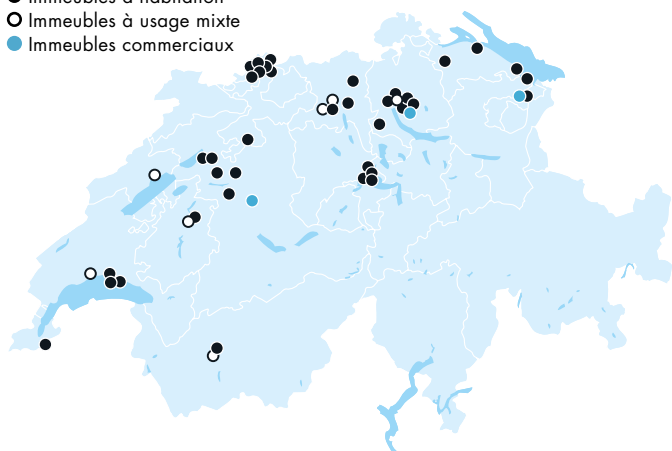 Immeubles à habitation
Immeubles à usage mixte
Immeubles commerciaux